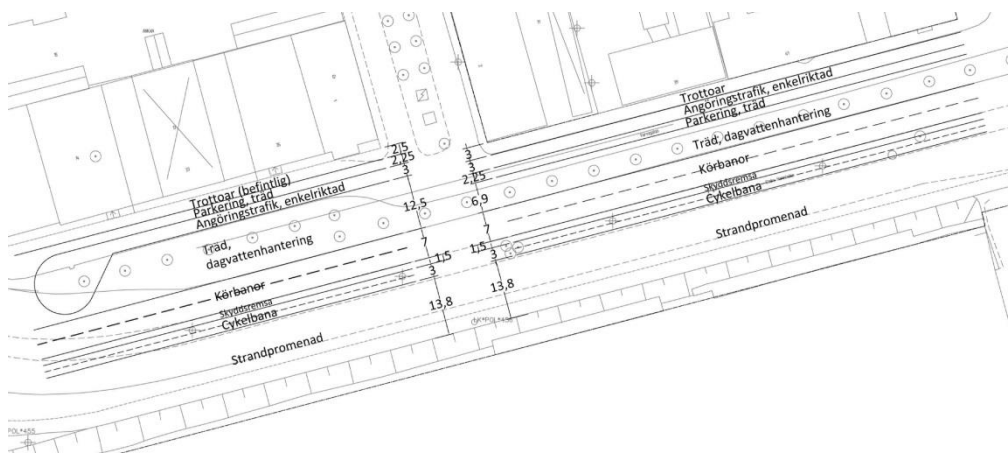 Trottoar (befintlig)
Parkering, träd
Angöringstrafik, enkelriktad
Träd,
dagvattenhantering
Körbanor
Skyddsremsa
Cykelbana
Strandpromenad
2,5
2,25
3
12,5
7
1,5
3
13,8
3
3
2,25
6,9
7
1,5
3
13,8
Trottoar
Angöringstrafik, enkelriktad
Parkering, träd
Träd, dagvattenhantering
Körbanor
Skyddsremsa
Cykelbana
Strandpromenad